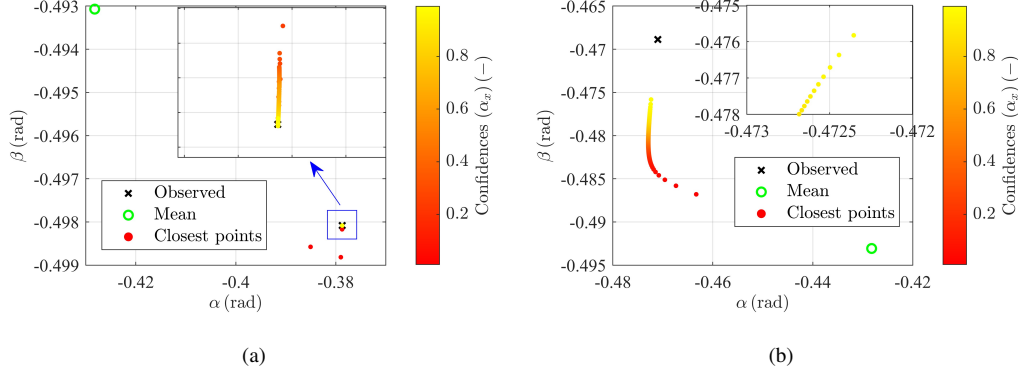 -0.493
-0.494
-0.495
-0.496
-0.497
-0.498
-0.499
β (rad)
-0.42
-0.4
-0.38
α (rad)
Observed
Mean
Closest points
0.8
0.6
0.4
0.2
Confidences (αx) (−)
(a)
-0.465
-0.47
-0.475
-0.48
-0.485
-0.49
-0.495
β (rad)
-0.48
-0.46
-0.44
-0.42
α (rad)
-0.475
-0.476
-0.477
-0.478
-0.473
-0.4725
-0.472
Observed
Mean
Closest points
0.8
0.6
0.4
0.2
Confidences (αx) (−)
(b)